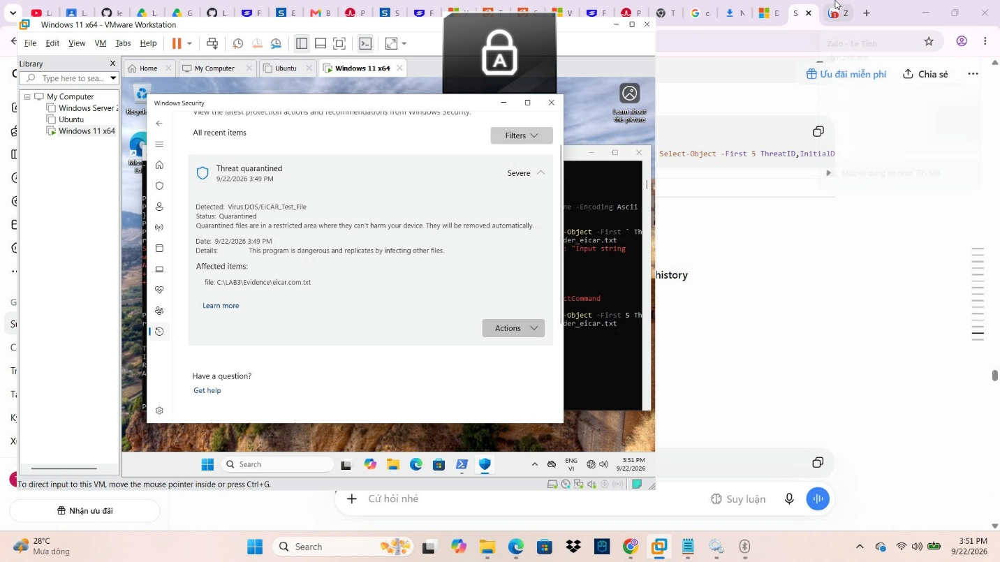 Windows 11 x64 - VMware Workstation
File Edit View VM Tabs Help
Ưu đãi miễn phí
Chia sẻ
Library
Type here to sea...
My Computer
Windows Server 2
Ubuntu
Windows 11 x64
Home
My Computer
Ubuntu
Windows 11 x64
A
Learn about
this picture
Windows Security
View the latest protection actions and recommendations from Windows Security.
All recent items
Filters
Threat quarantined
9/22/2026 3:49 PM
Severe
Detected: Virus:DOS/EICAR_Test_File
Status: Quarantined
Quarantined files are in a restricted area where they can't harm your device. They will be removed automatically.
Date: 9/22/2026 3:49 PM
Details: This program is dangerous and replicates by infecting other files.
Affected items:
file: C:\LAB3\Evidence\eicar.com.txt
Learn more
Actions
Have a question?
Get help
Select-Object -First 5 ThreatID,InitialD
ne -Encoding Ascii
-Object -First ` Th
der_eicar.txt
: "Input string
ctCommand
-Object -First 5 Th
der_eicar.txt
history
Zalo - Le Tinh
Search
ENG
VI
3:51 PM
9/22/2026
To direct input to this VM, move the mouse pointer inside or press Ctrl+G.
Cứ hỏi nhé
Suy luận
Nhận ưu đãi
28°C
Mưa dông
Search
3:51 PM
9/22/2026